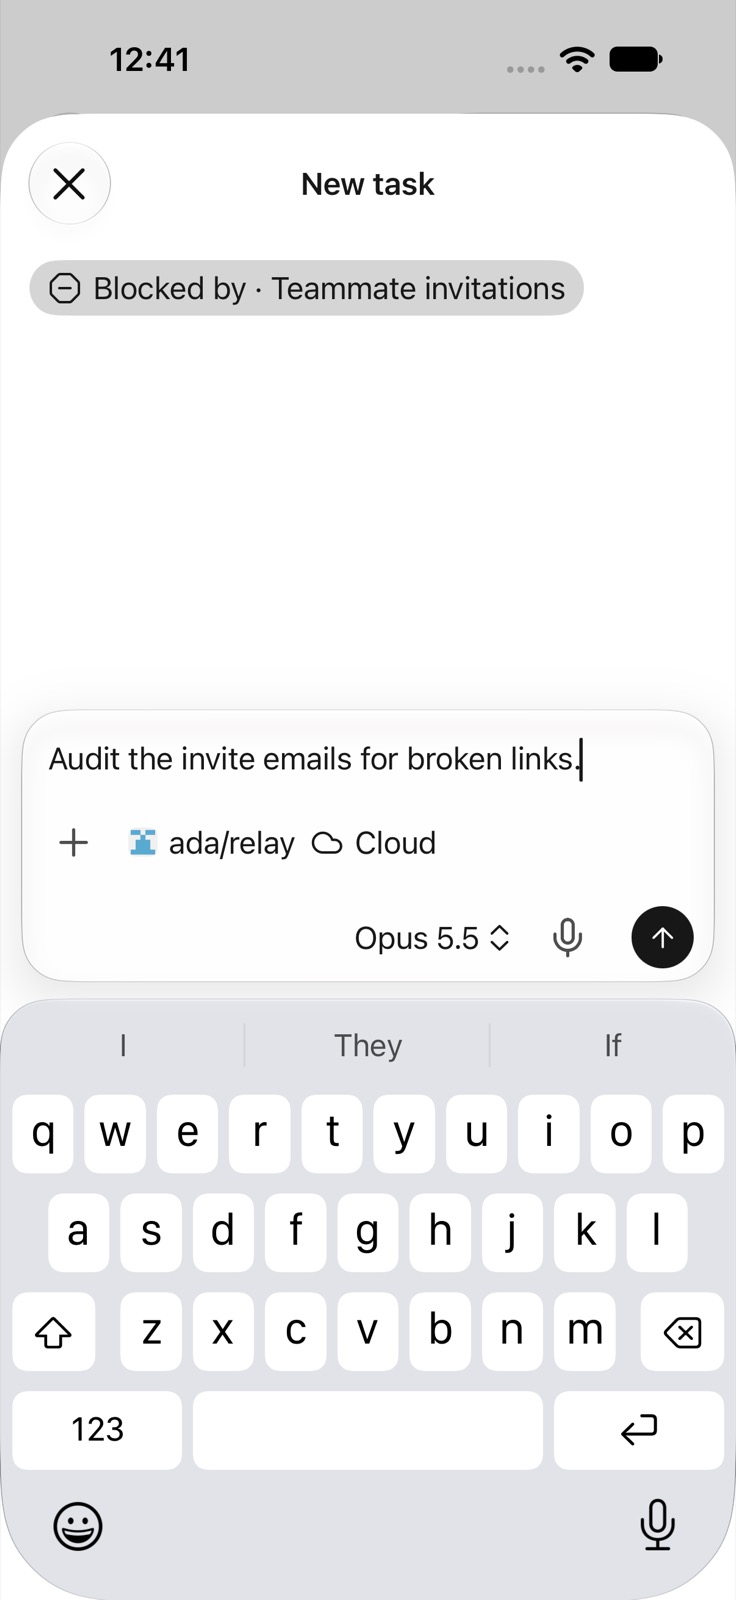 12:41
New task
Blocked by · Teammate invitations
Audit the invite emails for broken links.
ada/relay Cloud
Opus 5.5
I They If
q w e r t y u i o p
a s d f g h j k l
z x c v b n m
123